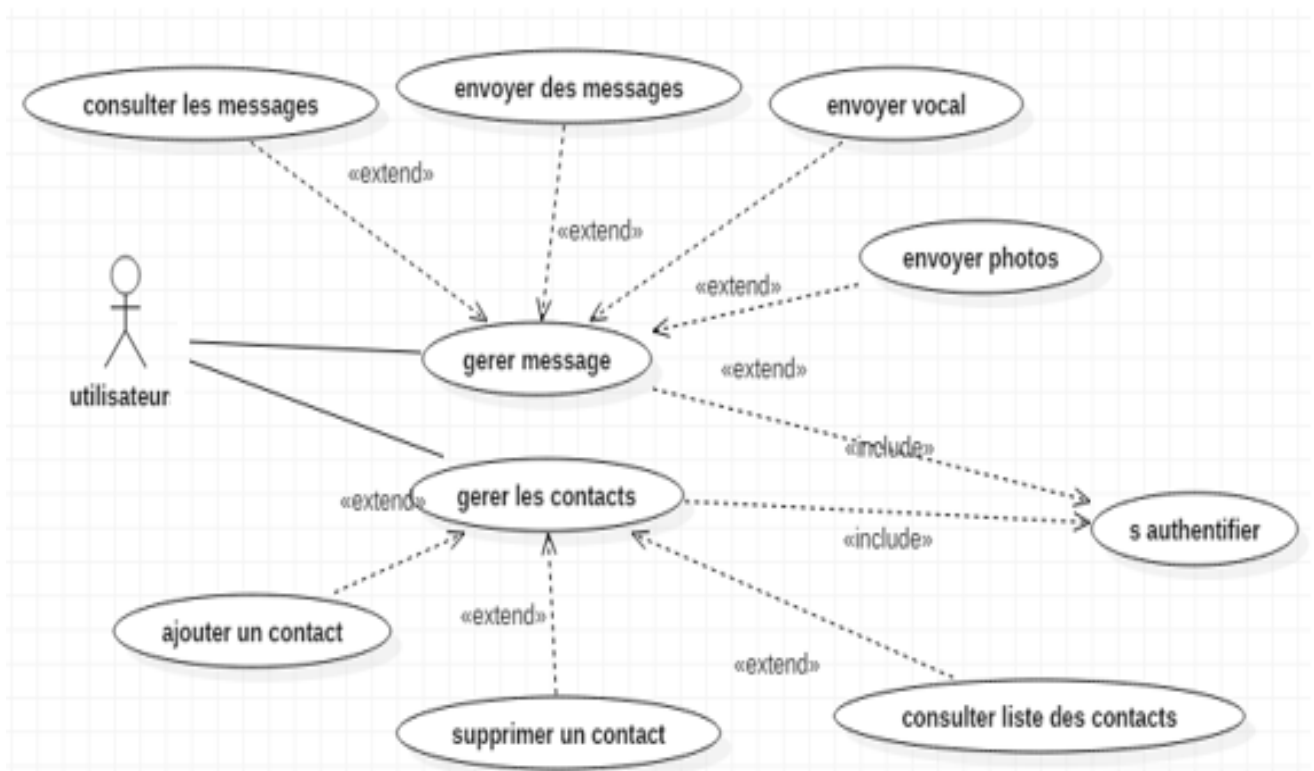 envoyer des messages
consulter les messages
envoyer vocal
«extend»
«extend»
envoyer photos
«extend»
gerer message
«extend»
utilisateur
«include»
gerer les contacts
«extend»
s authentifier
«include»
«extend»
ajouter un contact
«extend»
consulter liste des contacts
supprimer un contact